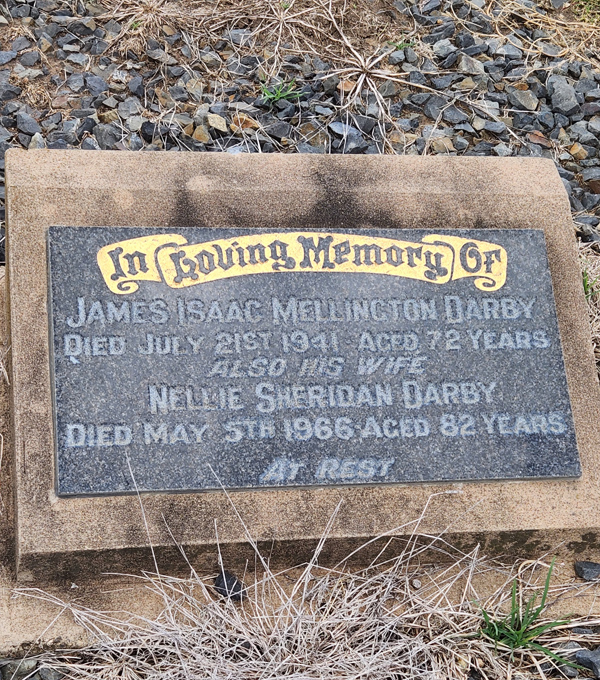 In Loving Memory Of
James Isaac Mellington Darby
Died July 21st 1941 Aged 72 Years
Also His Wife
Nellie Sheridan Darby
Died May 5th 1966 Aged 82 Years
At Rest